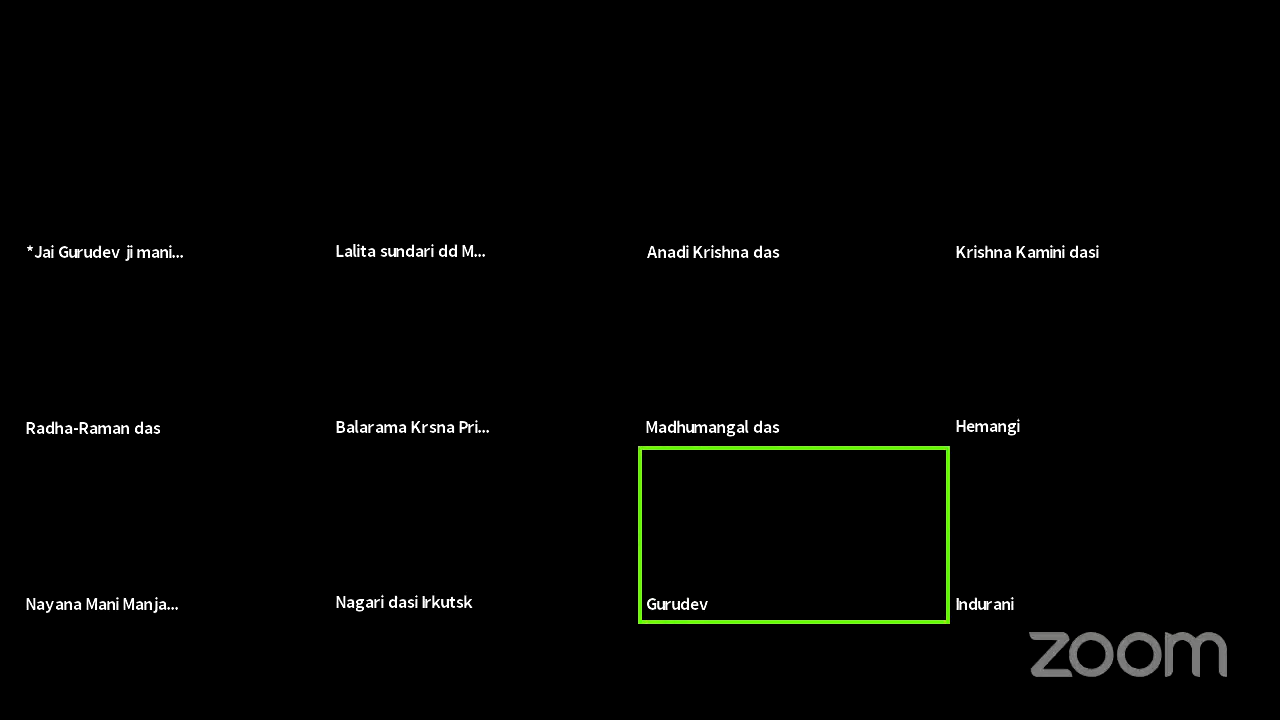 *Jai Gurudev ji mani...
Lalita sundari dd M...
Anadi Krishna das
Krishna Kamini dasi
Radha-Raman das
Balarama Krsna Pri...
Madhumangal das
Hemangi
Nayana Mani Manja...
Nagari dasi Irkutsk
Gurudev
Indurani
zoom